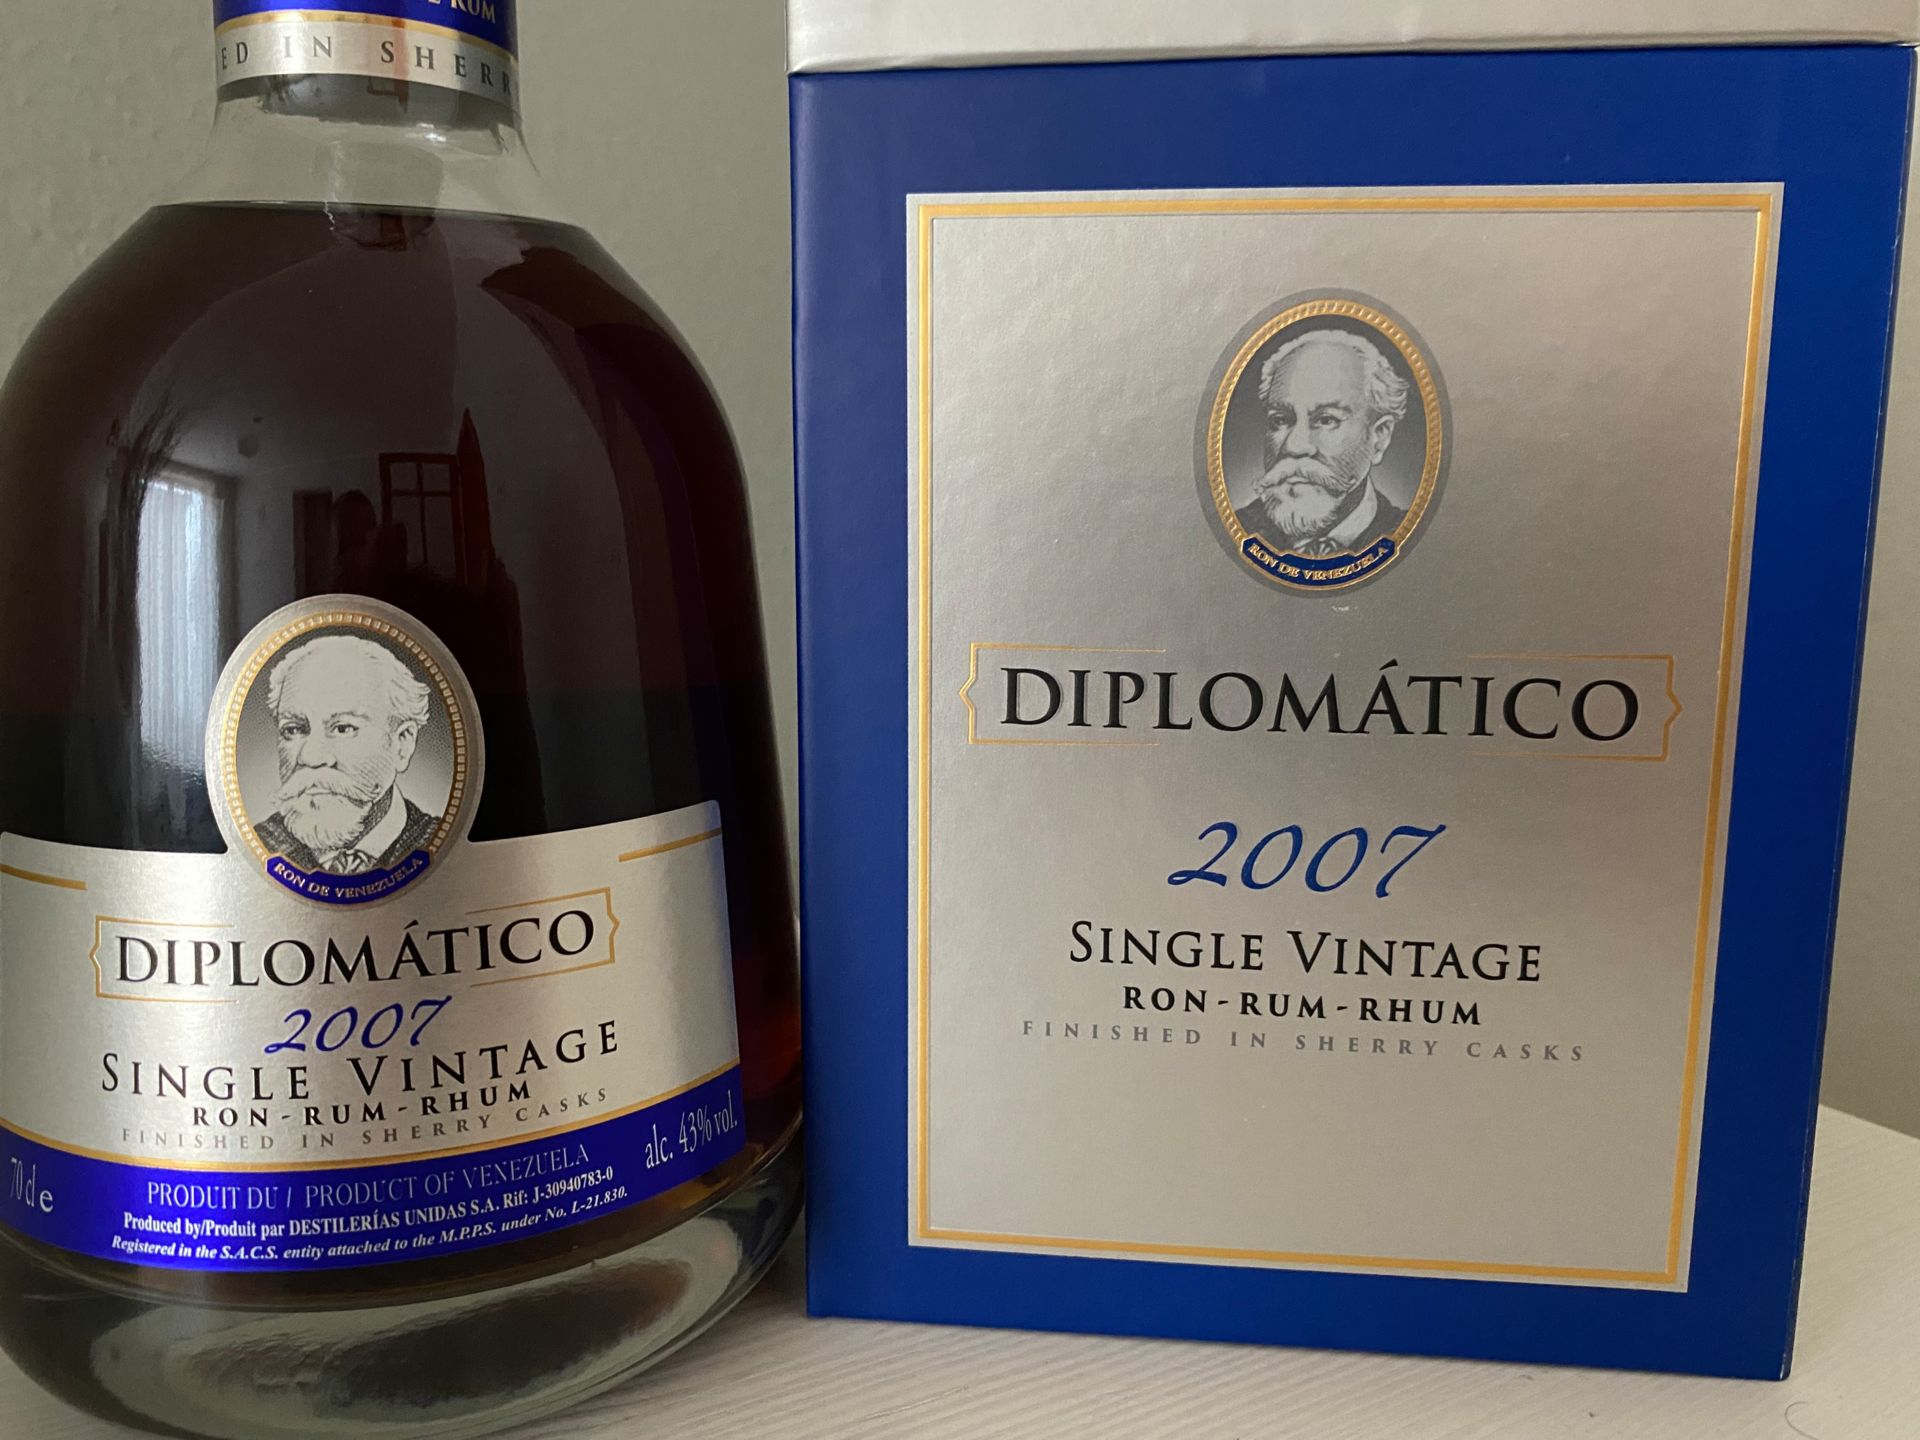 RUM
ED IN SHERR
RON DE VENEZUELA
DIPLOMÁTICO
2007
SINGLE VINTAGE
RON-RUM-RHUM
FINISHED IN SHERRY CASKS
70cl e
PRODUIT DU / PRODUCT OF VENEZUELA
alc. 43% vol.
Produced by/Produit par DESTILERÍAS UNIDAS S.A. Rif: J-30940783-0
Registered in the S.A.C.S. entity attached to the M.P.P.S. under No. L-21.830.
RON DE VENEZUELA
DIPLOMÁTICO
2007
SINGLE VINTAGE
RON-RUM-RHUM
FINISHED IN SHERRY CASKS